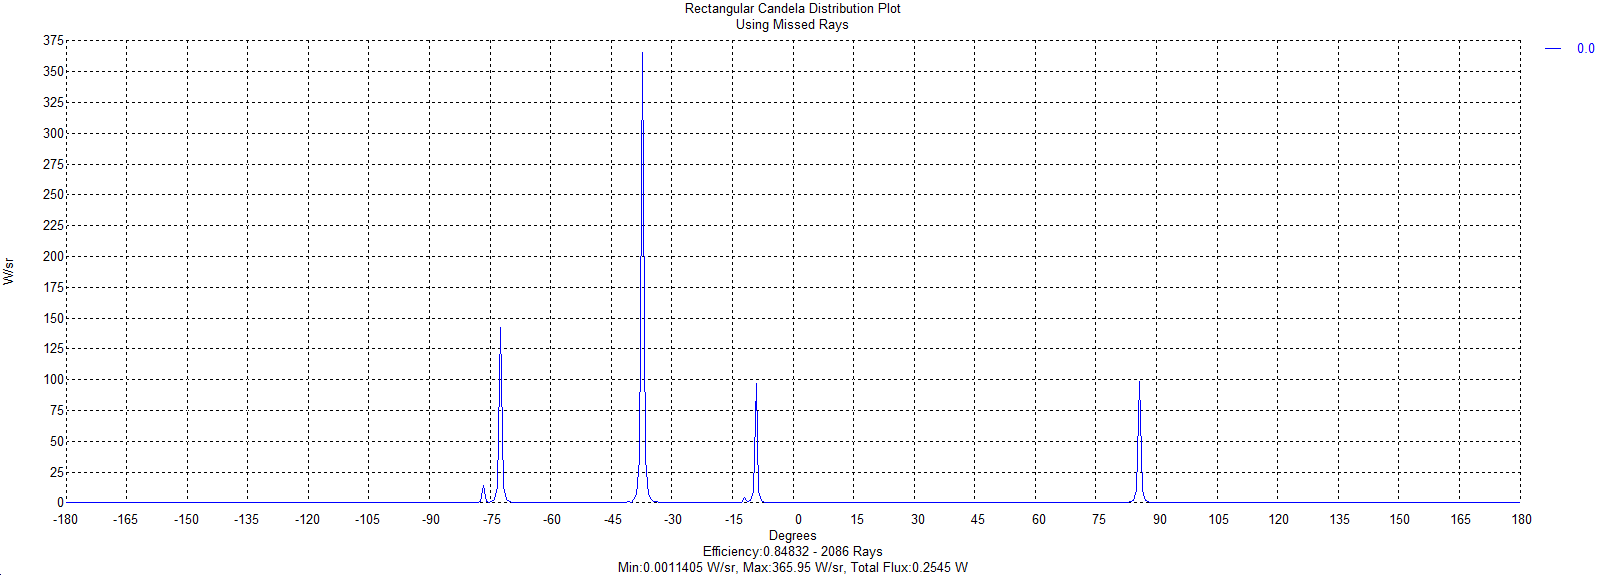 Rectangular Candela Distribution Plot
Using Missed Rays
375
350
325
300
275
250
225
200
175
150
125
100
75
50
25
0
W/sr
-180 -165 -150 -135 -120 -105 -90 -75 -60 -45 -30 -15 0 15 30 45 60 75 90 105 120 135 150 165 180
Degrees
Efficiency:0.84832 - 2086 Rays
Min:0.0011405 W/sr, Max:365.95 W/sr, Total Flux:0.2545 W
0.0